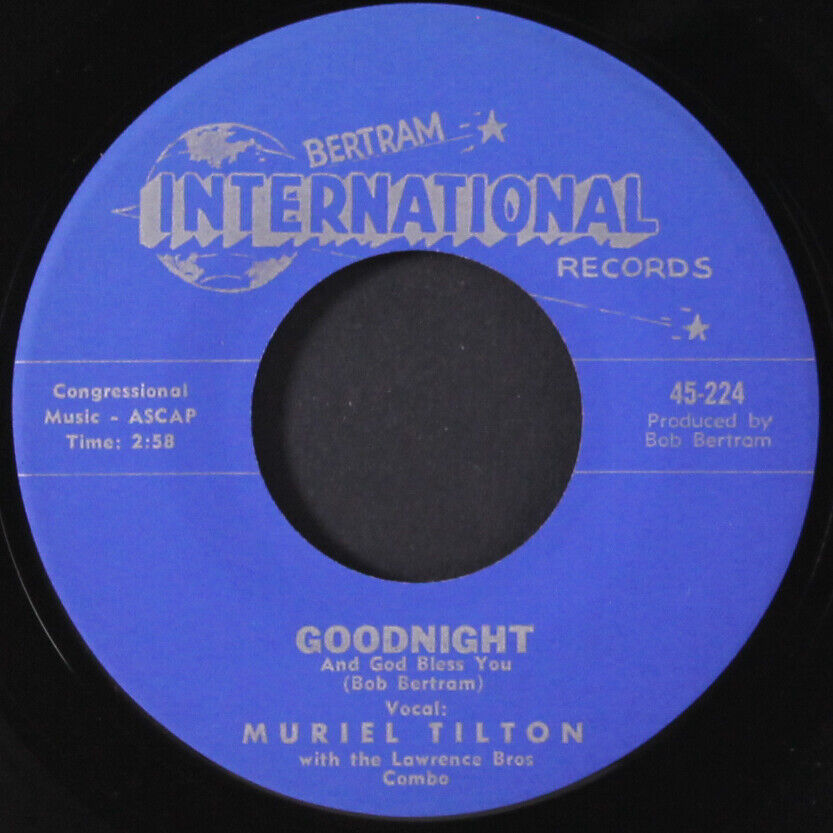 BERTRAM
INTERNATIONAL
RECORDS
Congressional
Music - ASCAP
Time: 2:58
45-224
Produced by
Bob Bertram
GOODNIGHT
And God Bless You
(Bob Bertram)
Vocal:
MURIEL TILTON
with the Lawrence Bros
Combo